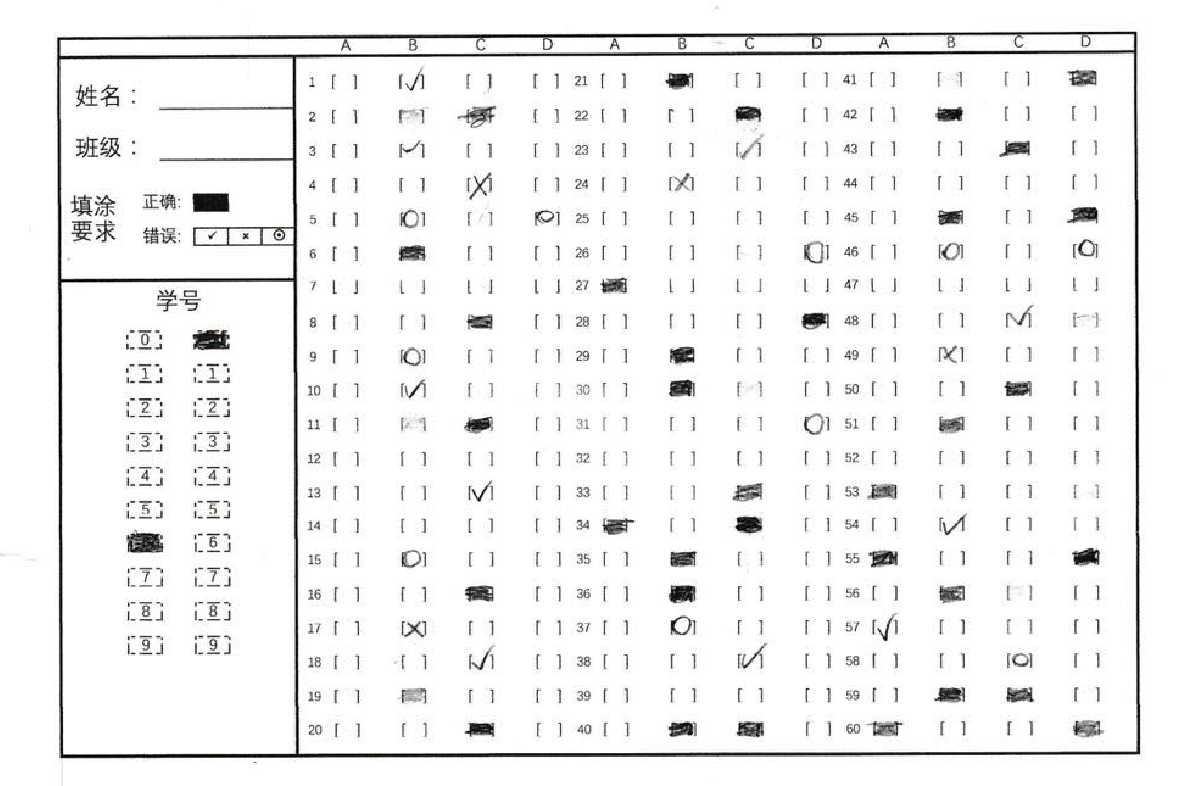 A B C D A B C D A B C D
姓名：
班级：
填涂要求
正确:
错误: ✓ × ⊙
学号
0
1 1
2 2
3 3
4 4
5 5
6
7 7
8 8
9 9
1 [ ] [✓] [ ] [ ] 21 [ ] [■] [ ] [ ] 41 [ ] [ ] [ ] [■]
2 [ ] [ ] [■] [ ] 22 [ ] [ ] [■] [ ] 42 [ ] [■] [ ] [ ]
3 [ ] [✓] [ ] [ ] 23 [ ] [ ] [✓] [ ] 43 [ ] [ ] [■] [ ]
4 [ ] [ ] [X] [ ] 24 [ ] [X] [ ] [ ] 44 [ ] [ ] [ ] [ ]
5 [ ] [O] [ ] [O] 25 [ ] [ ] [ ] [ ] 45 [ ] [■] [ ] [■]
6 [ ] [■] [ ] [ ] 26 [ ] [ ] [ ] [O] 46 [ ] [O] [ ] [O]
7 [ ] [ ] [ ] [ ] 27 [■] [ ] [ ] [ ] 47 [ ] [ ] [ ] [ ]
8 [ ] [ ] [■] [ ] 28 [ ] [ ] [ ] [■] 48 [ ] [ ] [✓] [ ]
9 [ ] [O] [ ] [ ] 29 [ ] [■] [ ] [ ] 49 [ ] [X] [ ] [ ]
10 [ ] [✓] [ ] [ ] 30 [ ] [■] [ ] [ ] 50 [ ] [ ] [■] [ ]
11 [ ] [ ] [■] [ ] 31 [ ] [ ] [ ] [O] 51 [ ] [■] [ ] [ ]
12 [ ] [ ] [ ] [ ] 32 [ ] [ ] [ ] [ ] 52 [ ] [ ] [ ] [ ]
13 [ ] [ ] [✓] [ ] 33 [ ] [ ] [■] [ ] 53 [■] [ ] [ ] [ ]
14 [ ] [ ] [ ] [ ] 34 [■] [ ] [■] [ ] 54 [ ] [✓] [ ] [ ]
15 [ ] [O] [ ] [ ] 35 [ ] [■] [ ] [ ] 55 [■] [ ] [ ] [■]
16 [ ] [ ] [■] [ ] 36 [ ] [■] [ ] [ ] 56 [ ] [■] [ ] [ ]
17 [ ] [X] [ ] [ ] 37 [ ] [O] [ ] [ ] 57 [✓] [ ] [ ] [ ]
18 [ ] [ ] [✓] [ ] 38 [ ] [ ] [✓] [ ] 58 [ ] [ ] [O] [ ]
19 [ ] [■] [ ] [ ] 39 [ ] [ ] [ ] [ ] 59 [ ] [■] [■] [ ]
20 [ ] [ ] [■] [ ] 40 [ ] [■] [■] [ ] 60 [■] [ ] [ ] [■]